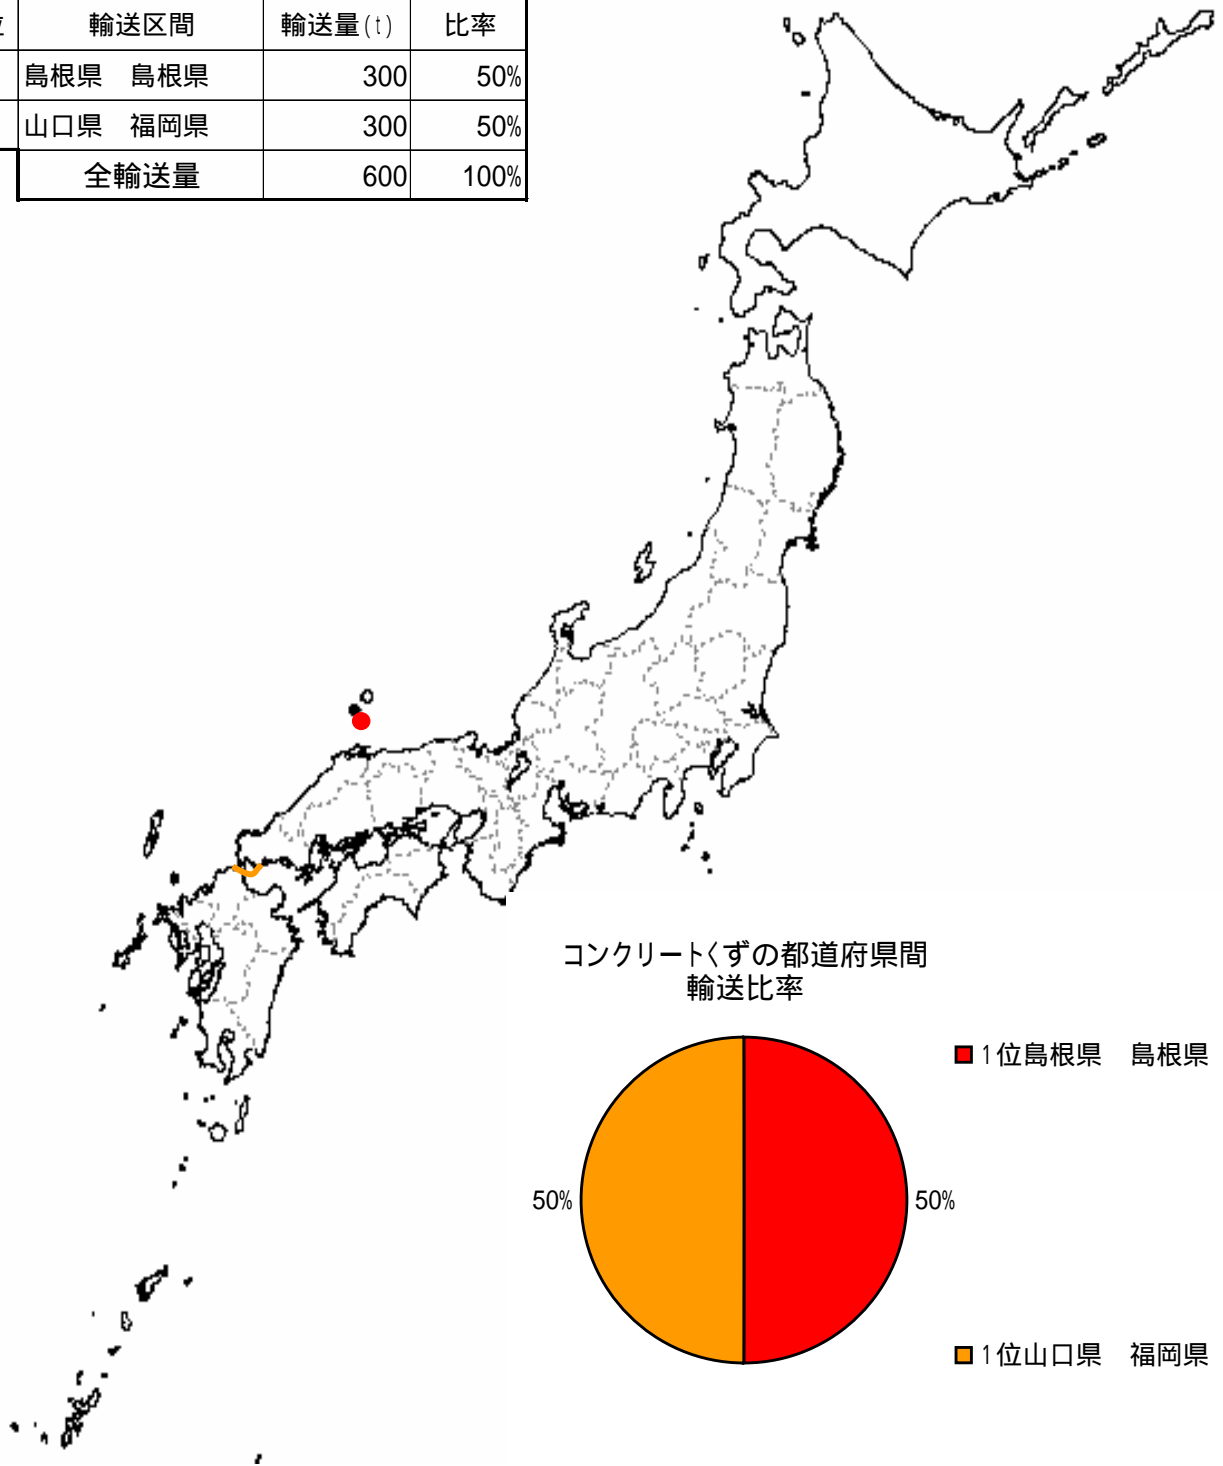 位 輸送区間 輸送量(t) 比率
島根県 島根県 300 50%
山口県 福岡県 300 50%
全輸送量 600 100%
コンクリートくずの都道府県間
輸送比率
1位島根県 島根県
50% 50%
1位山口県 福岡県